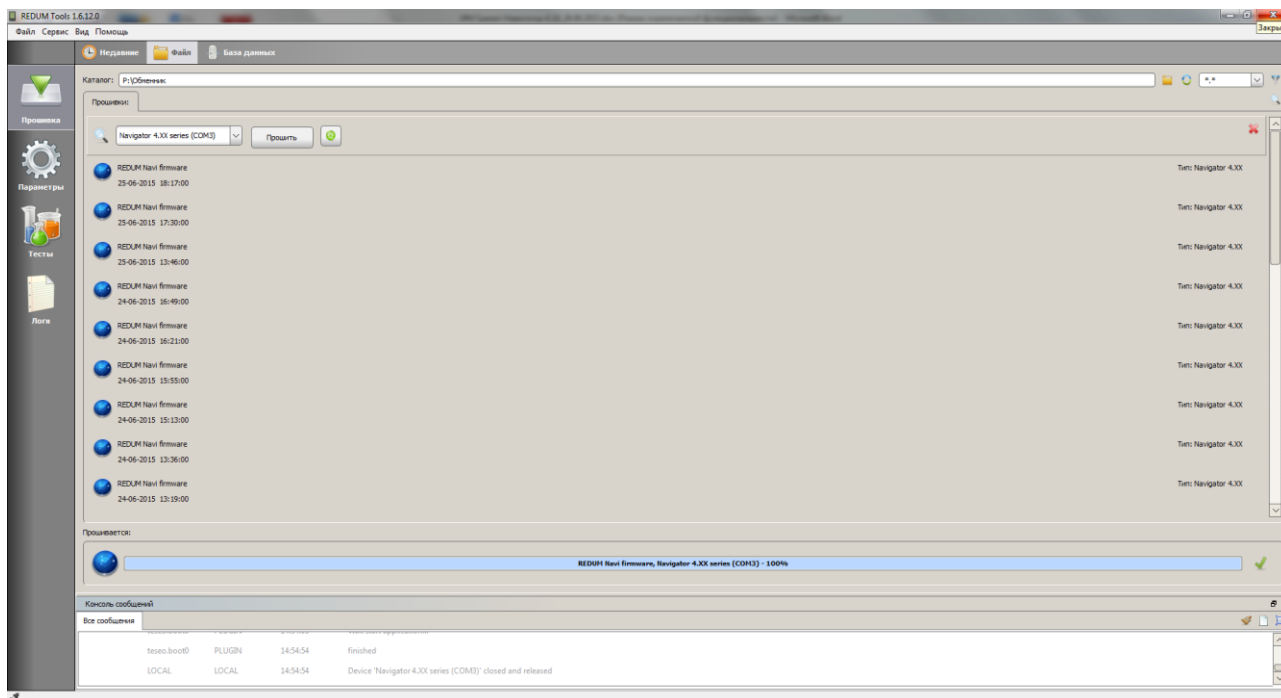 REDUM Tools 1.6.12.0
Файл Сервис Вид Помощь
Закры
Недавние Файл База данных
Каталог: P:\Обменник *.*
Прошивки:
Прошивка
Navigator 4.XX series (COM3) Прошить
REDUM Navi firmware Тип: Navigator 4.XX
25-06-2015 18:17:00
Параметры
REDUM Navi firmware Тип: Navigator 4.XX
25-06-2015 17:30:00
REDUM Navi firmware Тип: Navigator 4.XX
Тесты
25-06-2015 13:46:00
REDUM Navi firmware Тип: Navigator 4.XX
24-06-2015 16:49:00
Логи
REDUM Navi firmware Тип: Navigator 4.XX
24-06-2015 16:21:00
REDUM Navi firmware Тип: Navigator 4.XX
24-06-2015 15:55:00
REDUM Navi firmware Тип: Navigator 4.XX
24-06-2015 15:13:00
REDUM Navi firmware Тип: Navigator 4.XX
24-06-2015 13:36:00
REDUM Navi firmware Тип: Navigator 4.XX
24-06-2015 13:19:00
Прошивается:
REDUM Navi firmware, Navigator 4.XX series (COM3) - 100%
Консоль сообщений
Все сообщения
teseo.boot0 PLUGIN 14:54:54 finished
LOCAL LOCAL 14:54:54 Device 'Navigator 4.XX series (COM3)' closed and released